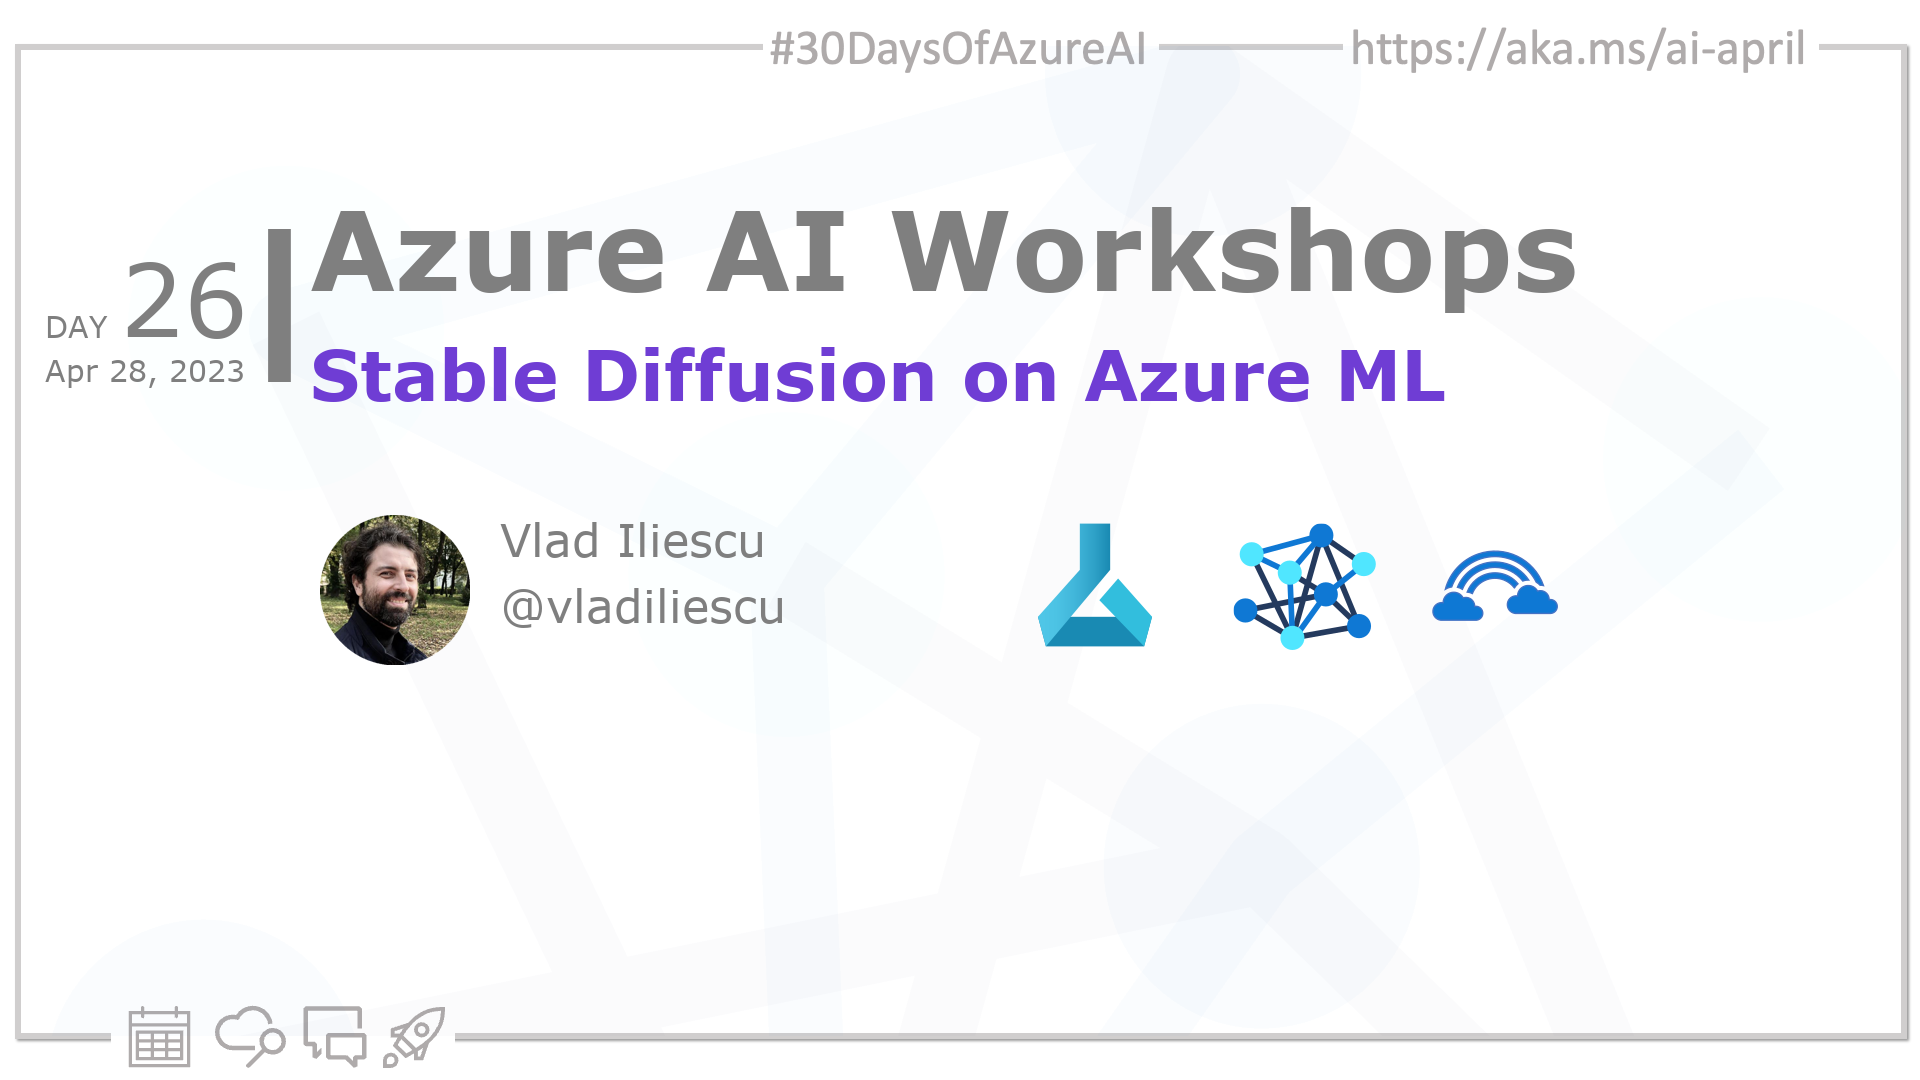 #30DaysOfAzureAI
https://aka.ms/ai-april
Azure AI Workshops
DAY 26
Apr 28, 2023
Stable Diffusion on Azure ML
Vlad Iliescu
@vladiliescu